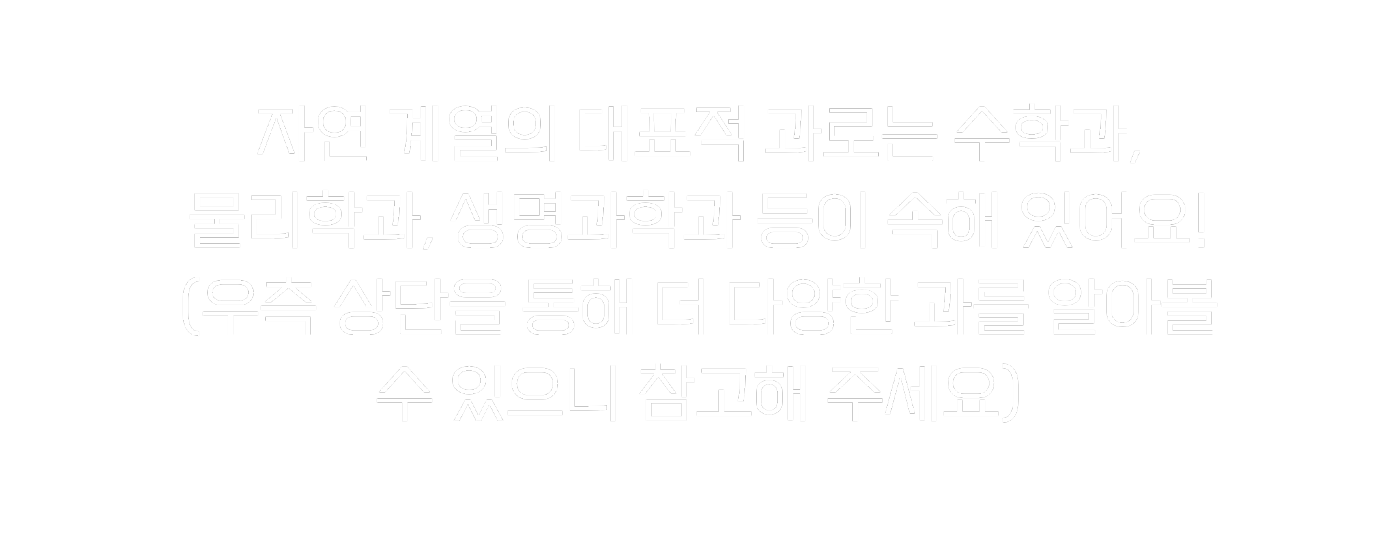 자연 계열의 대표적 과로는 수학과,
물리학과, 생명과학과 등이 속해 있어요!
(우측 상단을 통해 더 다양한 과를 알아볼
수 있으니 참고해 주세요)